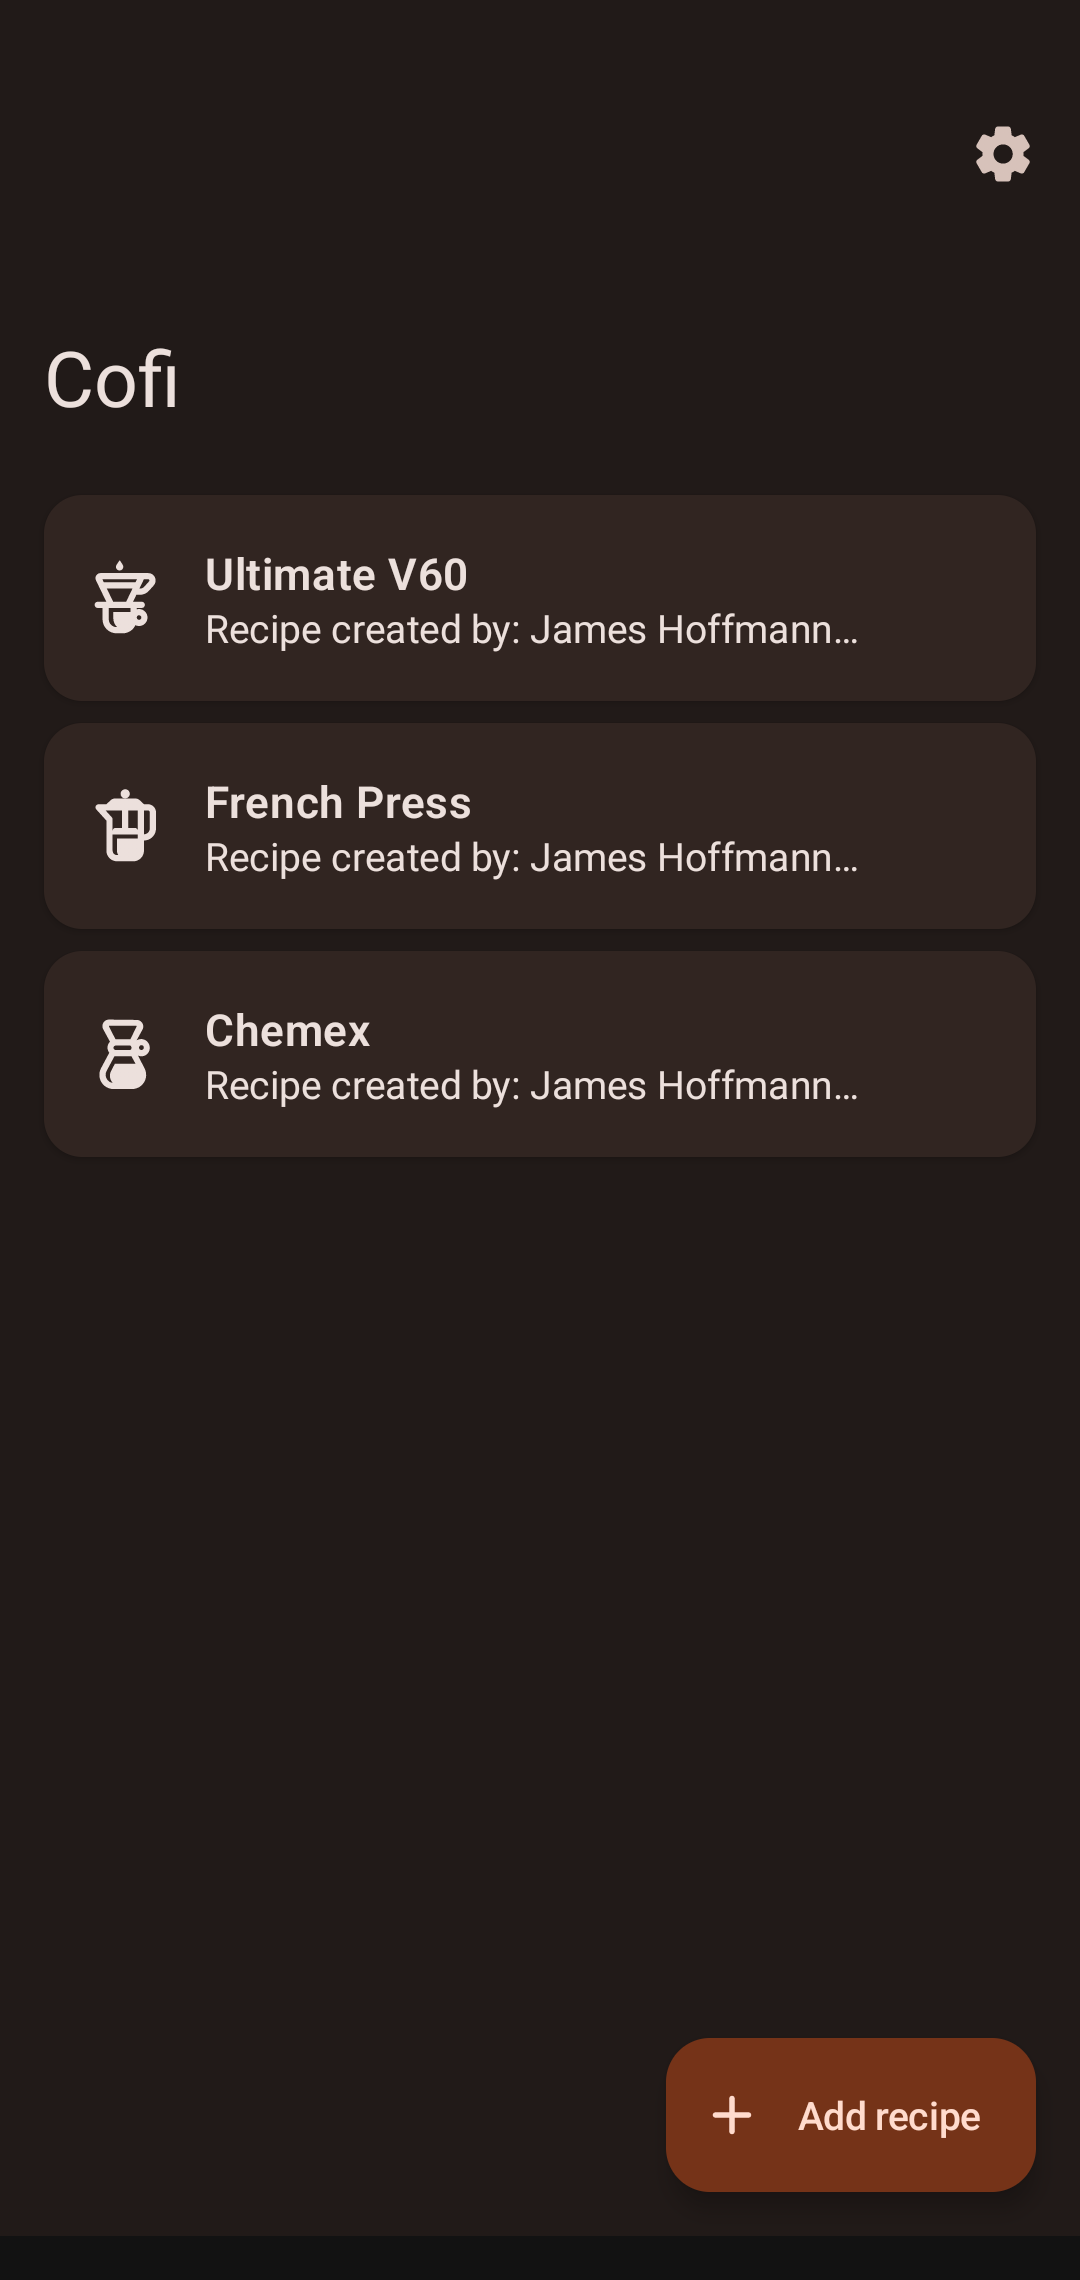 Cofi
Ultimate V60
Recipe created by: James Hoffmann...
French Press
Recipe created by: James Hoffmann...
Chemex
Recipe created by: James Hoffmann...
Add recipe